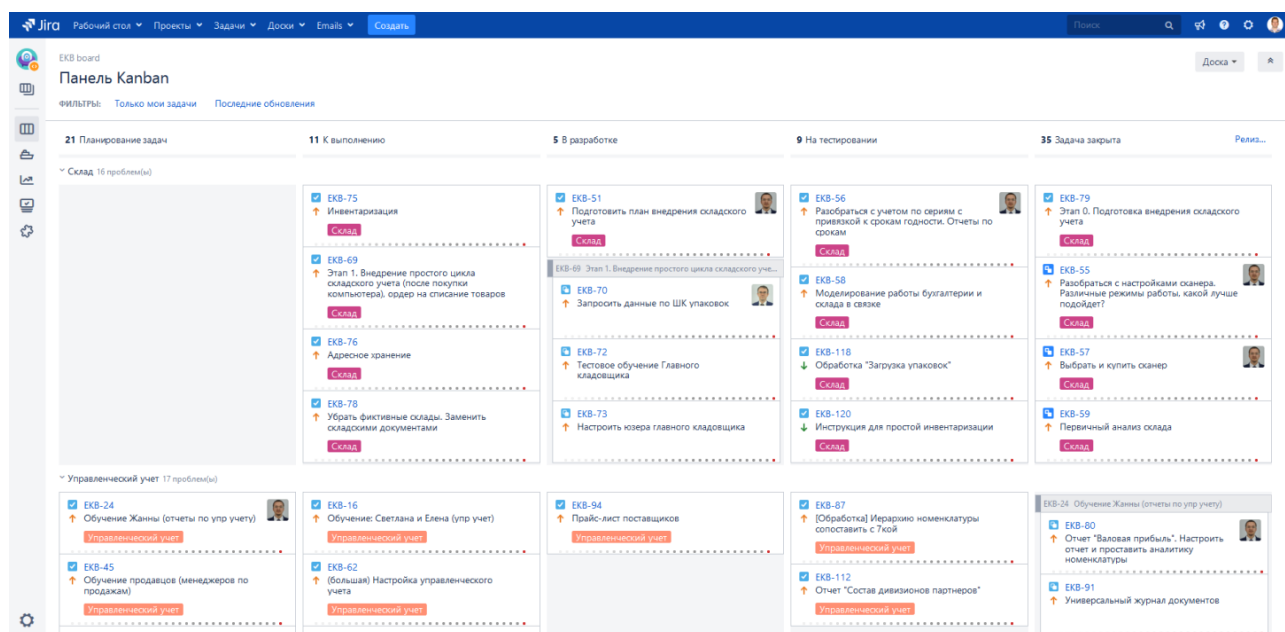 Jira Рабочий стол Проекты Задачи Доски Emails Создать Поиск
EKB board
Доска
Панель Kanban
ФИЛЬТРЫ: Только мои задачи Последние обновления
21 Планирование задач
11 К выполнению
5 В разработке
9 На тестировании
35 Задача закрыта
Релиз...
Склад 16 проблем(ы)
EKB-75
Инвентаризация
Склад
EKB-69
Этап 1. Внедрение простого цикла
складского учета (после покупки
компьютера), ордер на списание товаров
Склад
EKB-76
Адресное хранение
Склад
EKB-78
Убрать фиктивные склады. Заменить
складскими документами
Склад
EKB-51
Подготовить план внедрения складского
учета
Склад
EKB-69 Этап 1. Внедрение простого цикла складского уче...
EKB-70
Запросить данные по ШК упаковок
EKB-72
Тестовое обучение Главного
кладовщика
EKB-73
Настроить юзера главного кладовщика
EKB-56
Разобраться с учетом по сериям с
привязкой к срокам годности. Отчеты по
срокам
Склад
EKB-58
Моделирование работы бухгалтерии и
склада в связке
Склад
EKB-118
Обработка "Загрузка упаковок"
Склад
EKB-120
Инструкция для простой инвентаризации
Склад
EKB-79
Этап 0. Подготовка внедрения складского
учета
Склад
EKB-55
Разобраться с настройками сканера.
Различные режимы работы, какой лучше
подойдет?
Склад
EKB-57
Выбрать и купить сканер
Склад
EKB-59
Первичный анализ склада
Склад
Управленческий учет 17 проблем(ы)
EKB-24
Обучение Жанны (отчеты по упр учету)
Управленческий учет
EKB-45
Обучение продавцов (менеджеров по
продажам)
Управленческий учет
EKB-16
Обучение: Светлана и Елена (упр учет)
Управленческий учет
EKB-62
(большая) Настройка управленческого
учета
Управленческий учет
EKB-94
Прайс-лист поставщиков
Управленческий учет
EKB-87
[Обработка] Иерархию номенклатуры
сопоставить с 7кой
Управленческий учет
EKB-112
Отчет "Состав дивизионов партнеров"
Управленческий учет
EKB-24 Обучение Жанны (отчеты по упр учету)
EKB-80
Отчет "Валовая прибыль". Настроить
отчет и проставить аналитику
номенклатуры
EKB-91
Универсальный журнал документов